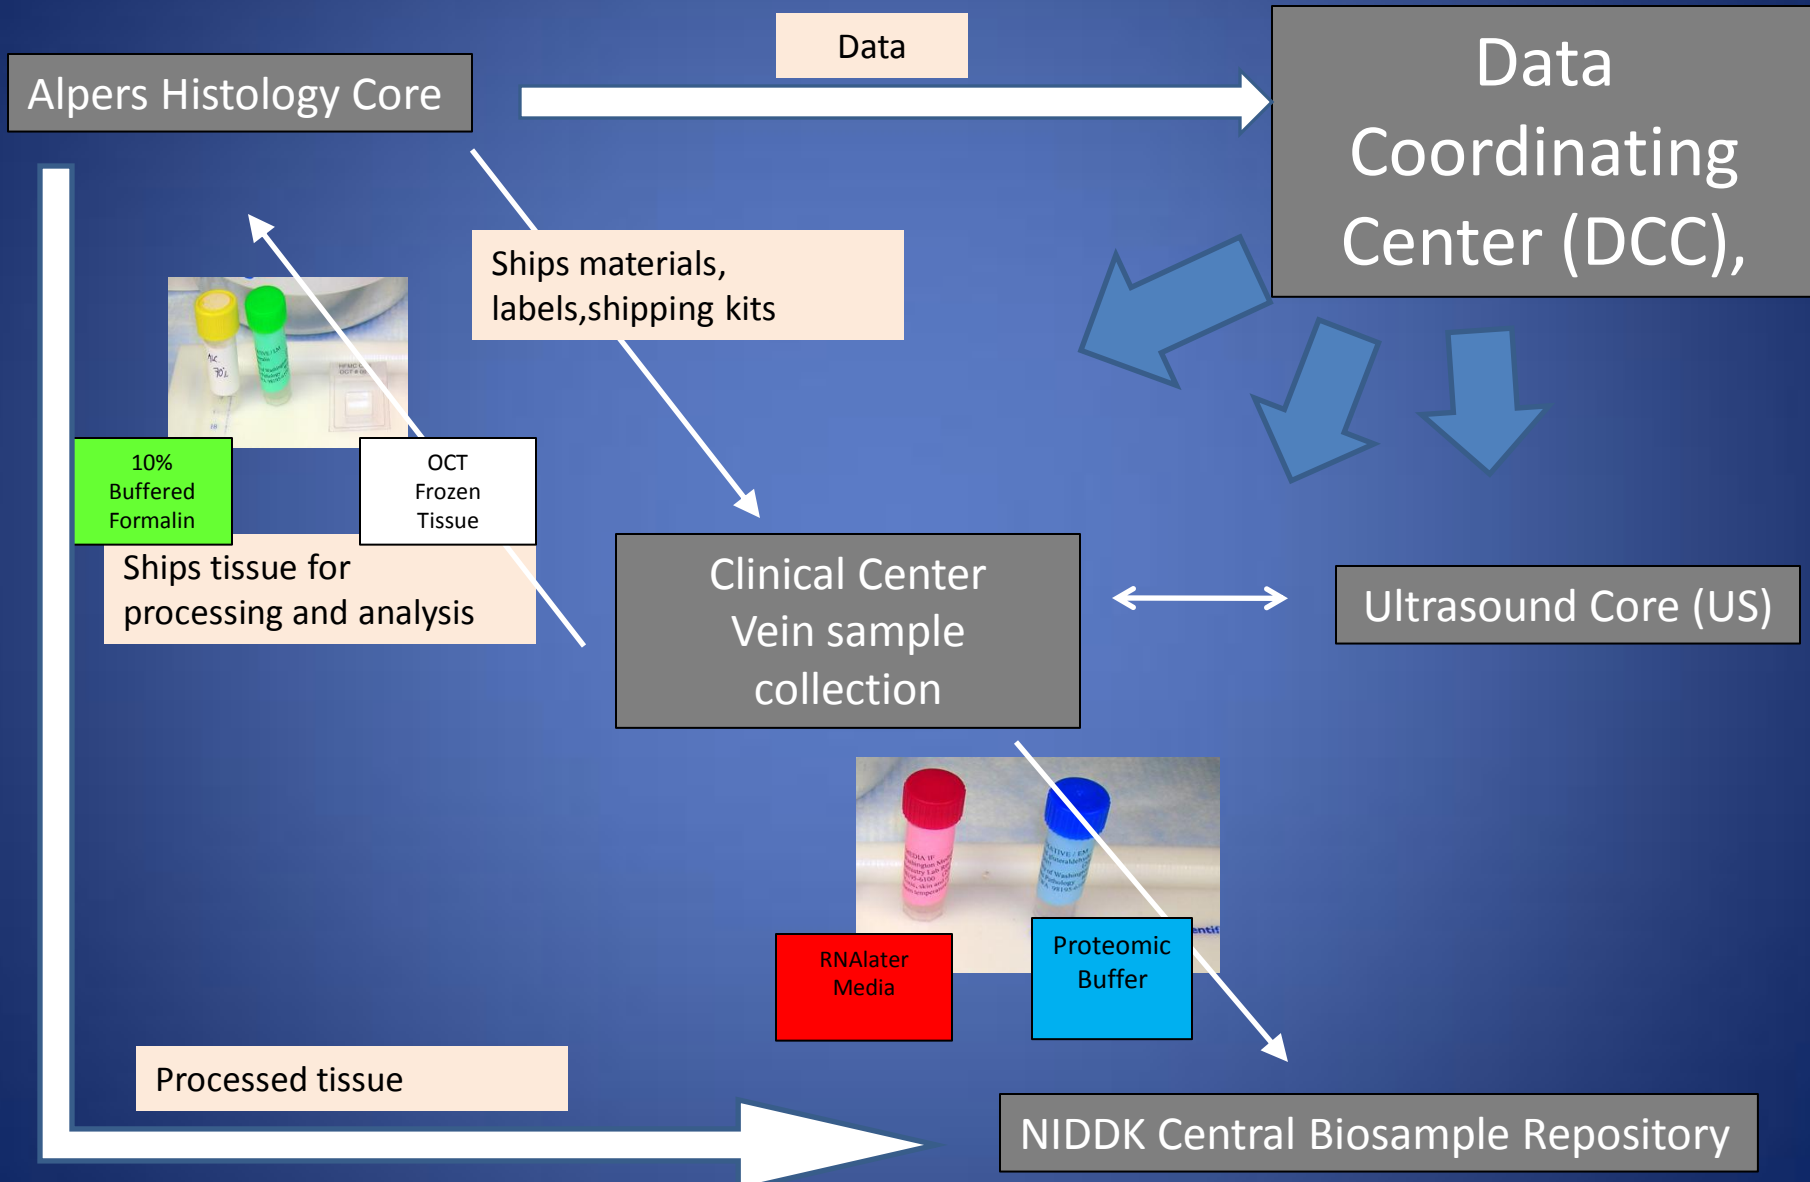 Data
Alpers Histology Core
Data
Coordinating
Center (DCC),
Ships materials,
labels,shipping kits
10%
Buffered
Formalin
OCT
Frozen
Tissue
Ships tissue for
processing and analysis
Clinical Center
Vein sample
collection
Ultrasound Core (US)
RNAlater
Media
Proteomic
Buffer
Processed tissue
NIDDK Central Biosample Repository